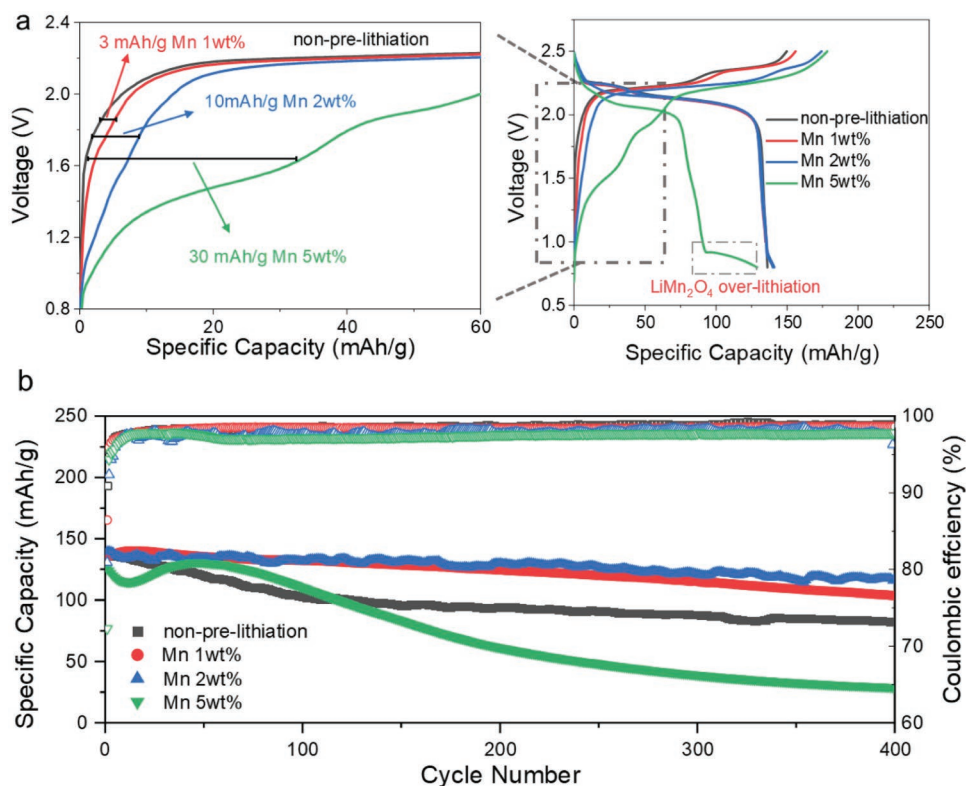 a
2.4
2.0
1.6
1.2
0.8
Voltage (V)
3 mAh/g Mn 1wt%
non-pre-lithiation
10mAh/g Mn 2wt%
30 mAh/g Mn 5wt%
0
20
40
60
Specific Capacity (mAh/g)
2.5
2.0
1.5
1.0
0.5
Voltage (V)
non-pre-lithiation
Mn 1wt%
Mn 2wt%
Mn 5wt%
LiMn₂O₄ over-lithiation
0
50
100
150
200
250
Specific Capacity (mAh/g)
b
250
200
150
100
50
0
Specific Capacity (mAh/g)
non-pre-lithiation
Mn 1wt%
Mn 2wt%
Mn 5wt%
100
90
80
70
60
Coulombic effciency (%)
0
100
200
300
400
Cycle Number